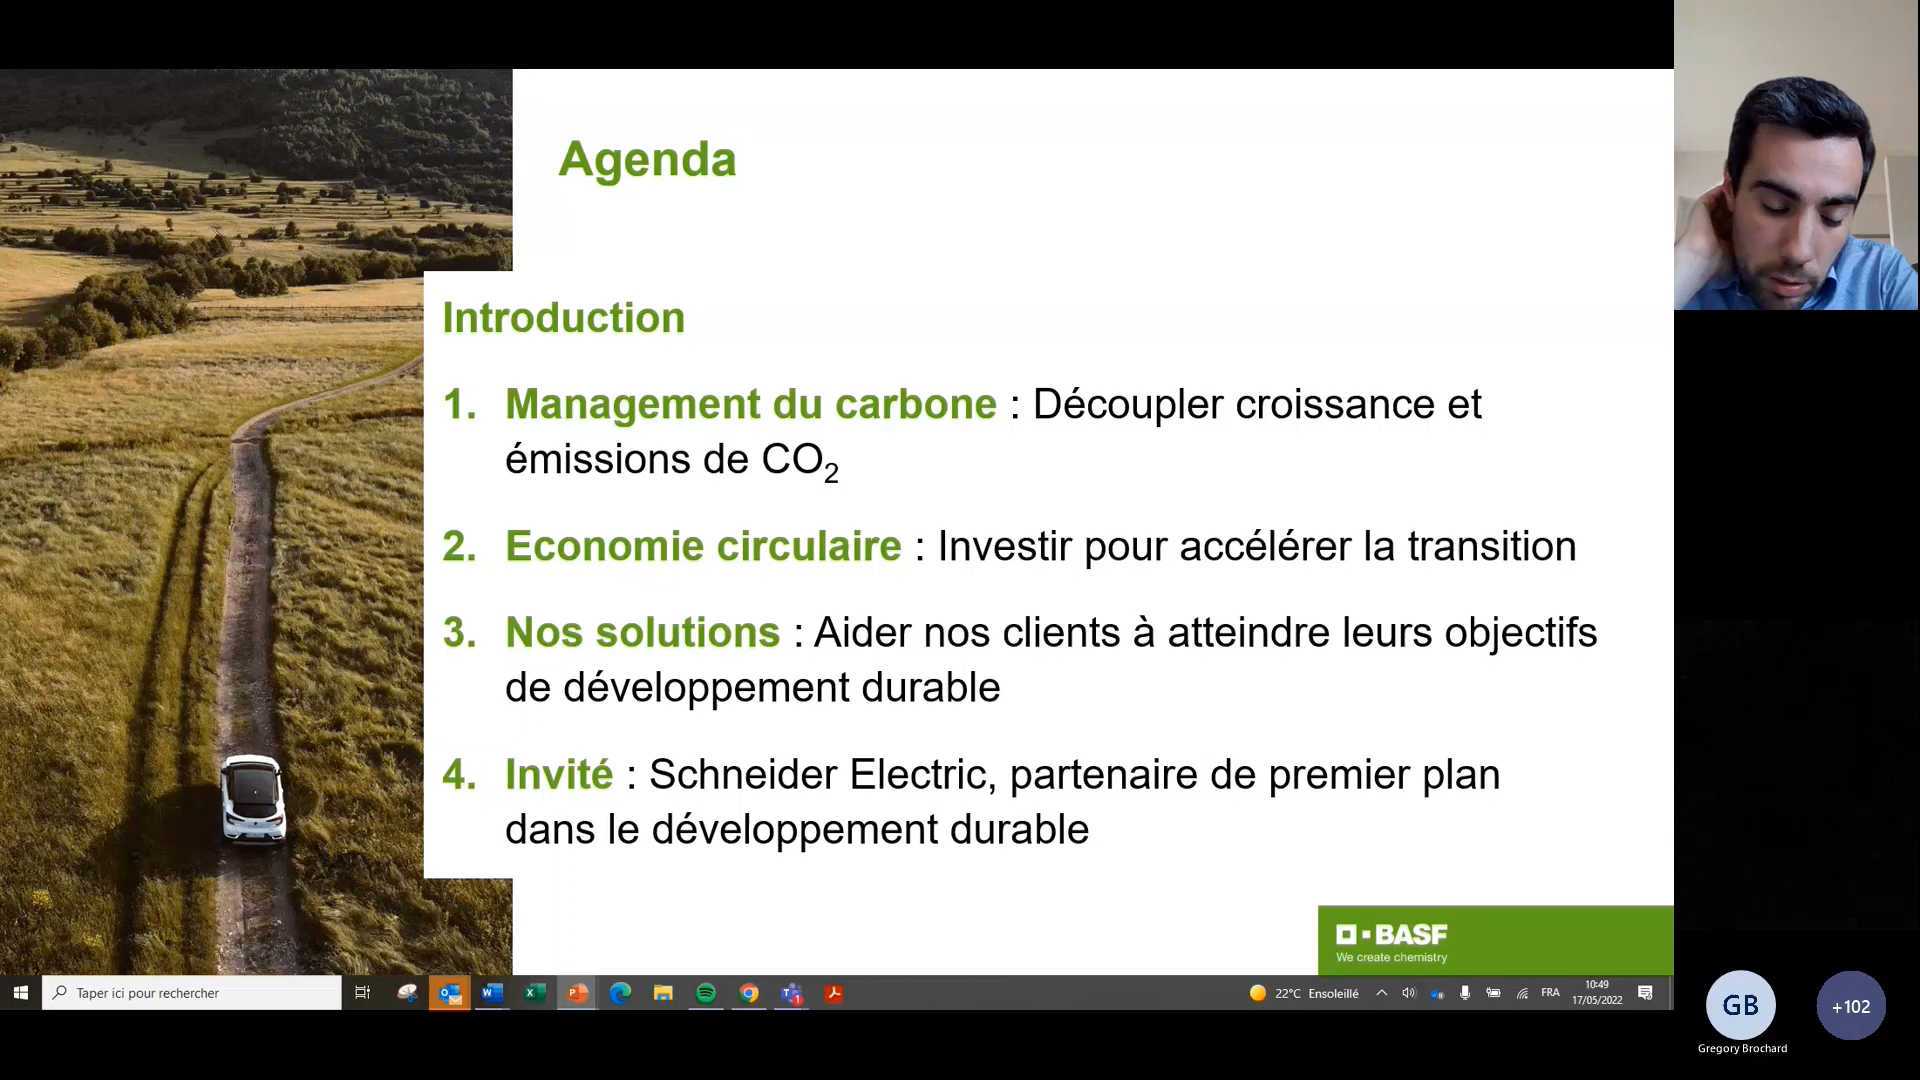 Agenda
Introduction
1. Management du carbone : Découpler croissance et
émissions de CO₂
2. Economie circulaire : Investir pour accélérer la transition
3. Nos solutions : Aider nos clients à atteindre leurs objectifs
de développement durable
4. Invité : Schneider Electric, partenaire de premier plan
dans le développement durable
BASF
We create chemistry
Taper ici pour rechercher
22°C Ensoleillé
FRA
10:49
17/05/2022
GB
+102
Gregory Brochard